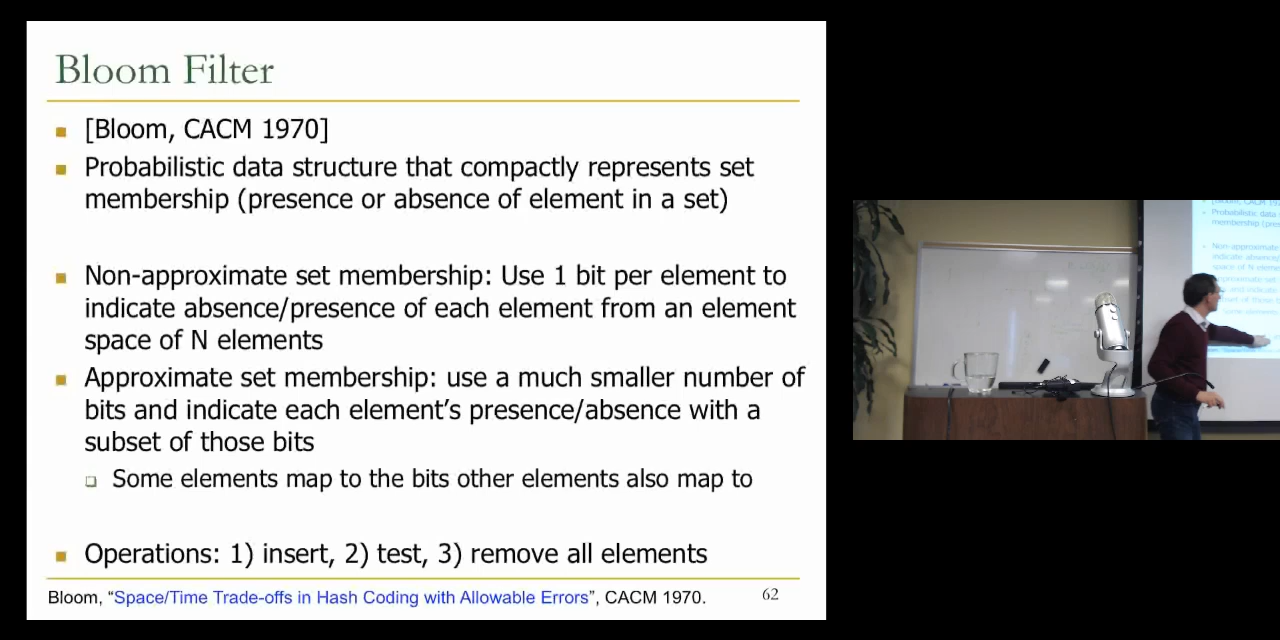 Bloom Filter
[Bloom, CACM 1970]
Probabilistic data structure that compactly represents set
membership (presence or absence of element in a set)
Non-approximate set membership: Use 1 bit per element to
indicate absence/presence of each element from an element
space of N elements
Approximate set membership: use a much smaller number of
bits and indicate each element's presence/absence with a
subset of those bits
Some elements map to the bits other elements also map to
Operations: 1) insert, 2) test, 3) remove all elements
Bloom, “Space/Time Trade-offs in Hash Coding with Allowable Errors”, CACM 1970.
62